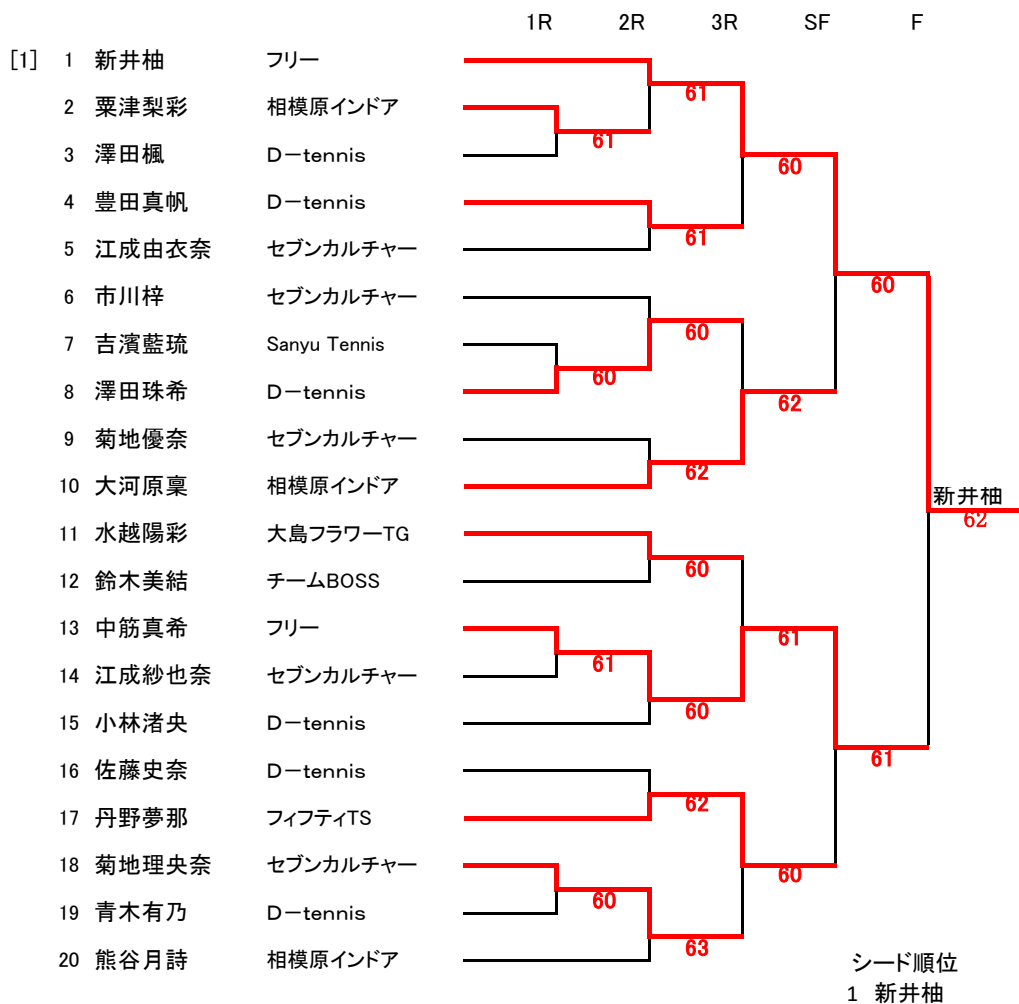 1R 2R 3R SF F
[1] 1 新井柚 フリー
61
2 粟津梨彩 相模原インドア
61
3 澤田楓 D－tennis
60
4 豊田真帆 D－tennis
61
5 江成由衣奈 セブンカルチャー
60
6 市川梓 セブンカルチャー
60
7 吉濱藍琉 Sanyu Tennis
60
8 澤田珠希 D－tennis
62
9 菊地優奈 セブンカルチャー
62
10 大河原稟 相模原インドア
新井柚
62
11 水越陽彩 大島フラワーTG
60
12 鈴木美結 チームBOSS
13 中筋真希 フリー
61
61
14 江成紗也奈 セブンカルチャー
60
15 小林渚央 D－tennis
61
16 佐藤史奈 D－tennis
62
17 丹野夢那 フィフティTS
18 菊地理央奈 セブンカルチャー
60
60
19 青木有乃 D－tennis
63
20 熊谷月詩 相模原インドア
シード順位
1 新井柚